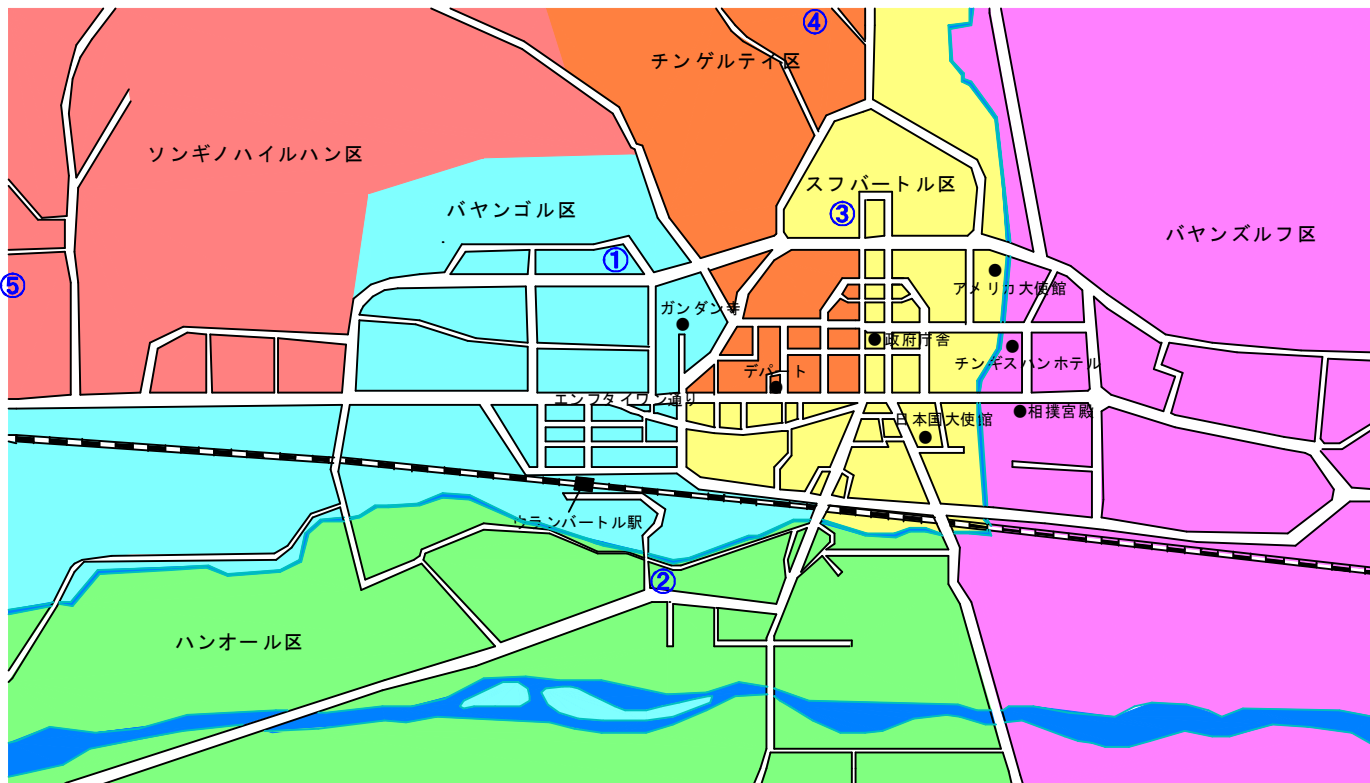 ④
チンゲルテイ区
ソンギノハイルハン区
スフバートル区
バヤンゴル区
③
バヤンズルフ区
①
⑤
アメリカ大使館
ガンダン寺
政府庁舎
チンギスハンホテル
デパート
エンフタイワン通り
相撲宮殿
日本国大使館
ウランバートル駅
②
ハンオール区